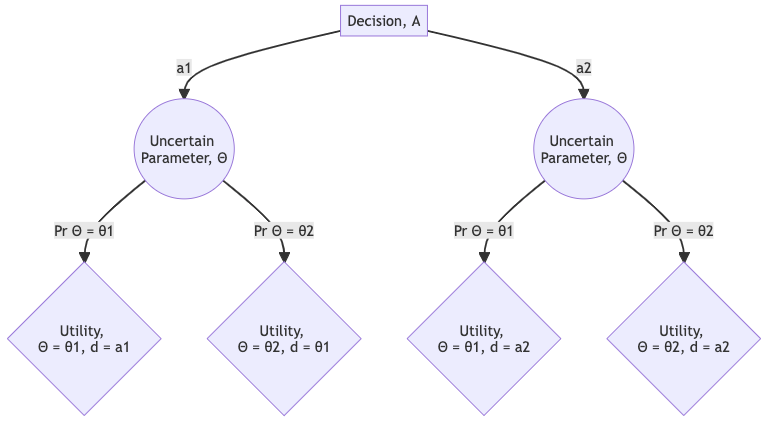 Decision, A
a1
a2
Uncertain
Parameter, Θ
Uncertain
Parameter, Θ
Pr Θ = θ1
Pr Θ = θ2
Pr Θ = θ1
Pr Θ = θ2
Utility,
Θ = θ1, d = a1
Utility,
Θ = θ2, d = θ1
Utility,
Θ = θ1, d = a2
Utility,
Θ = θ2, d = a2